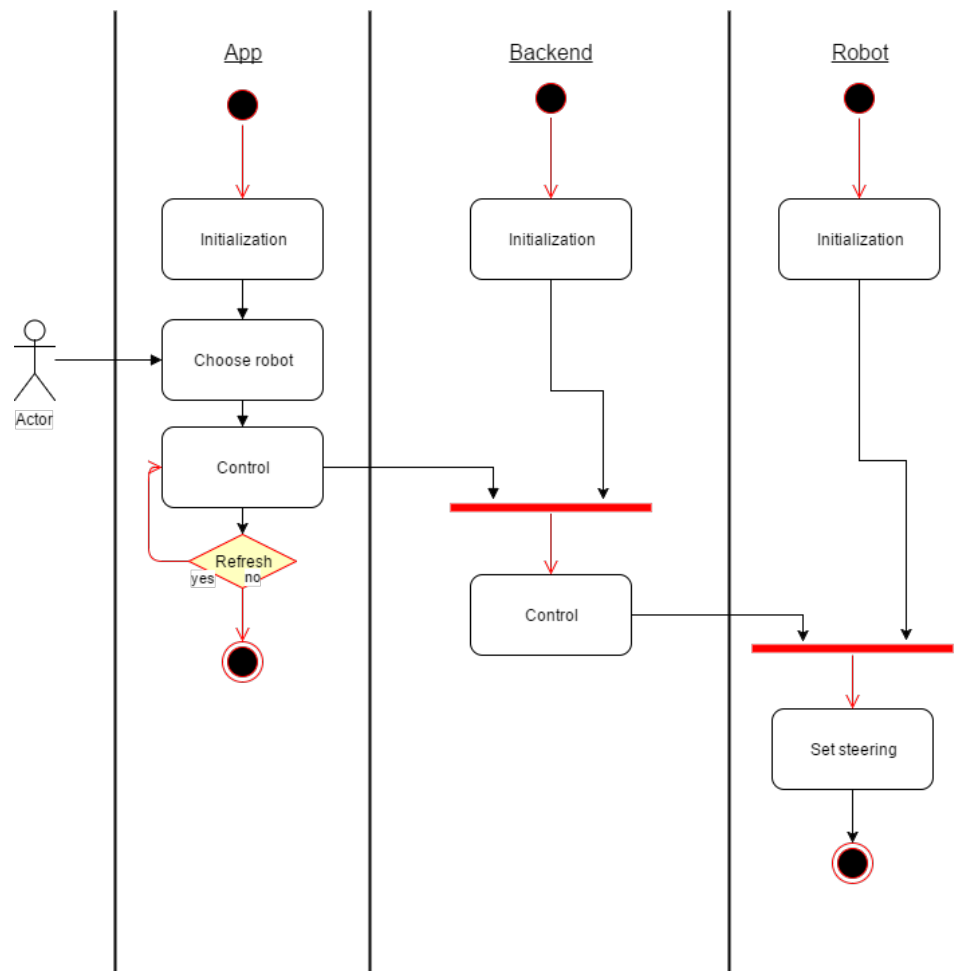 App
Backend
Robot
Initialization
Initialization
Initialization
Choose robot
Actor
Control
Refresh
yes
no
Control
Set steering